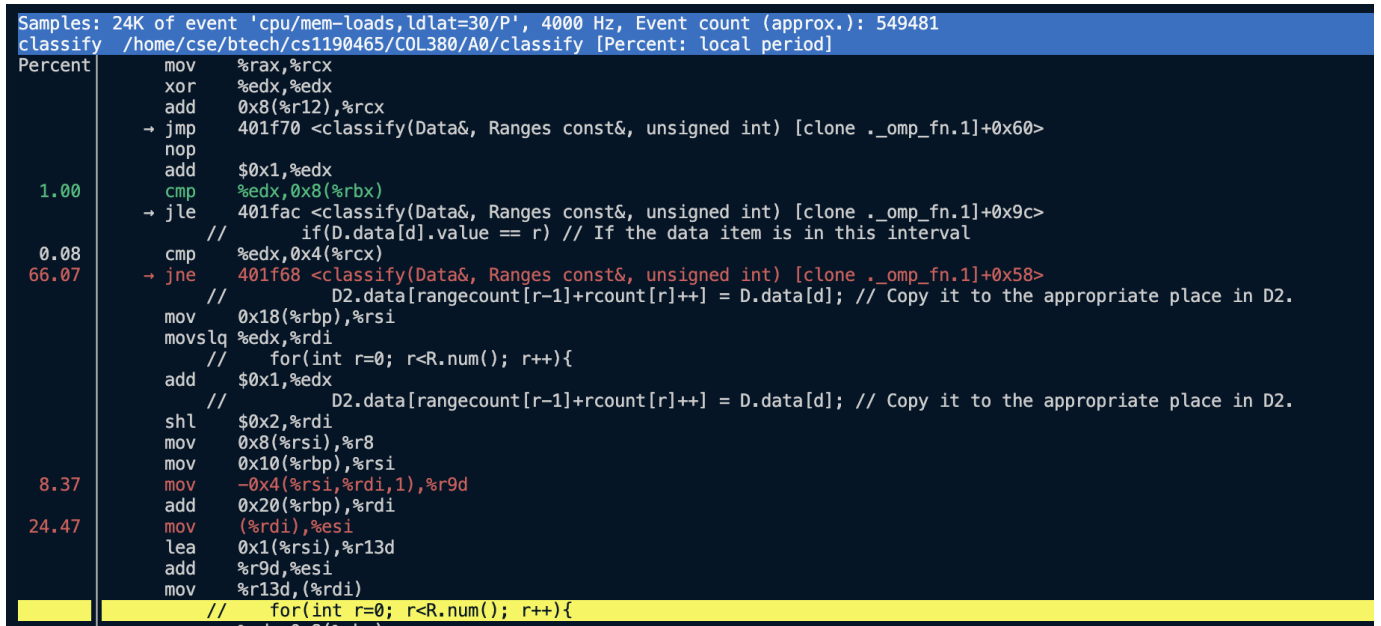 Samples: 24K of event 'cpu/mem-loads,ldlat=30/P', 4000 Hz, Event count (approx.): 549481
classify /home/cse/btech/cs1190465/COL380/A0/classify [Percent: local period]
Percent mov %rax,%rcx
xor %edx,%edx
add 0x8(%r12),%rcx
→ jmp 401f70 <classify(Data&, Ranges const&, unsigned int) [clone ._omp_fn.1]+0x60>
nop
add $0x1,%edx
1.00 cmp %edx,0x8(%rbx)
→ jle 401fac <classify(Data&, Ranges const&, unsigned int) [clone ._omp_fn.1]+0x9c>
// if(D.data[d].value == r) // If the data item is in this interval
0.08 cmp %edx,0x4(%rcx)
66.07 → jne 401f68 <classify(Data&, Ranges const&, unsigned int) [clone ._omp_fn.1]+0x58>
// D2.data[rangecount[r-1]+rcount[r]++] = D.data[d]; // Copy it to the appropriate place in D2.
mov 0x18(%rbp),%rsi
movslq %edx,%rdi
// for(int r=0; r<R.num(); r++){
add $0x1,%edx
// D2.data[rangecount[r-1]+rcount[r]++] = D.data[d]; // Copy it to the appropriate place in D2.
shl $0x2,%rdi
mov 0x8(%rsi),%r8
mov 0x10(%rbp),%rsi
8.37 mov -0x4(%rsi,%rdi,1),%r9d
add 0x20(%rbp),%rdi
24.47 mov (%rdi),%esi
lea 0x1(%rsi),%r13d
add %r9d,%esi
mov %r13d,(%rdi)
// for(int r=0; r<R.num(); r++){